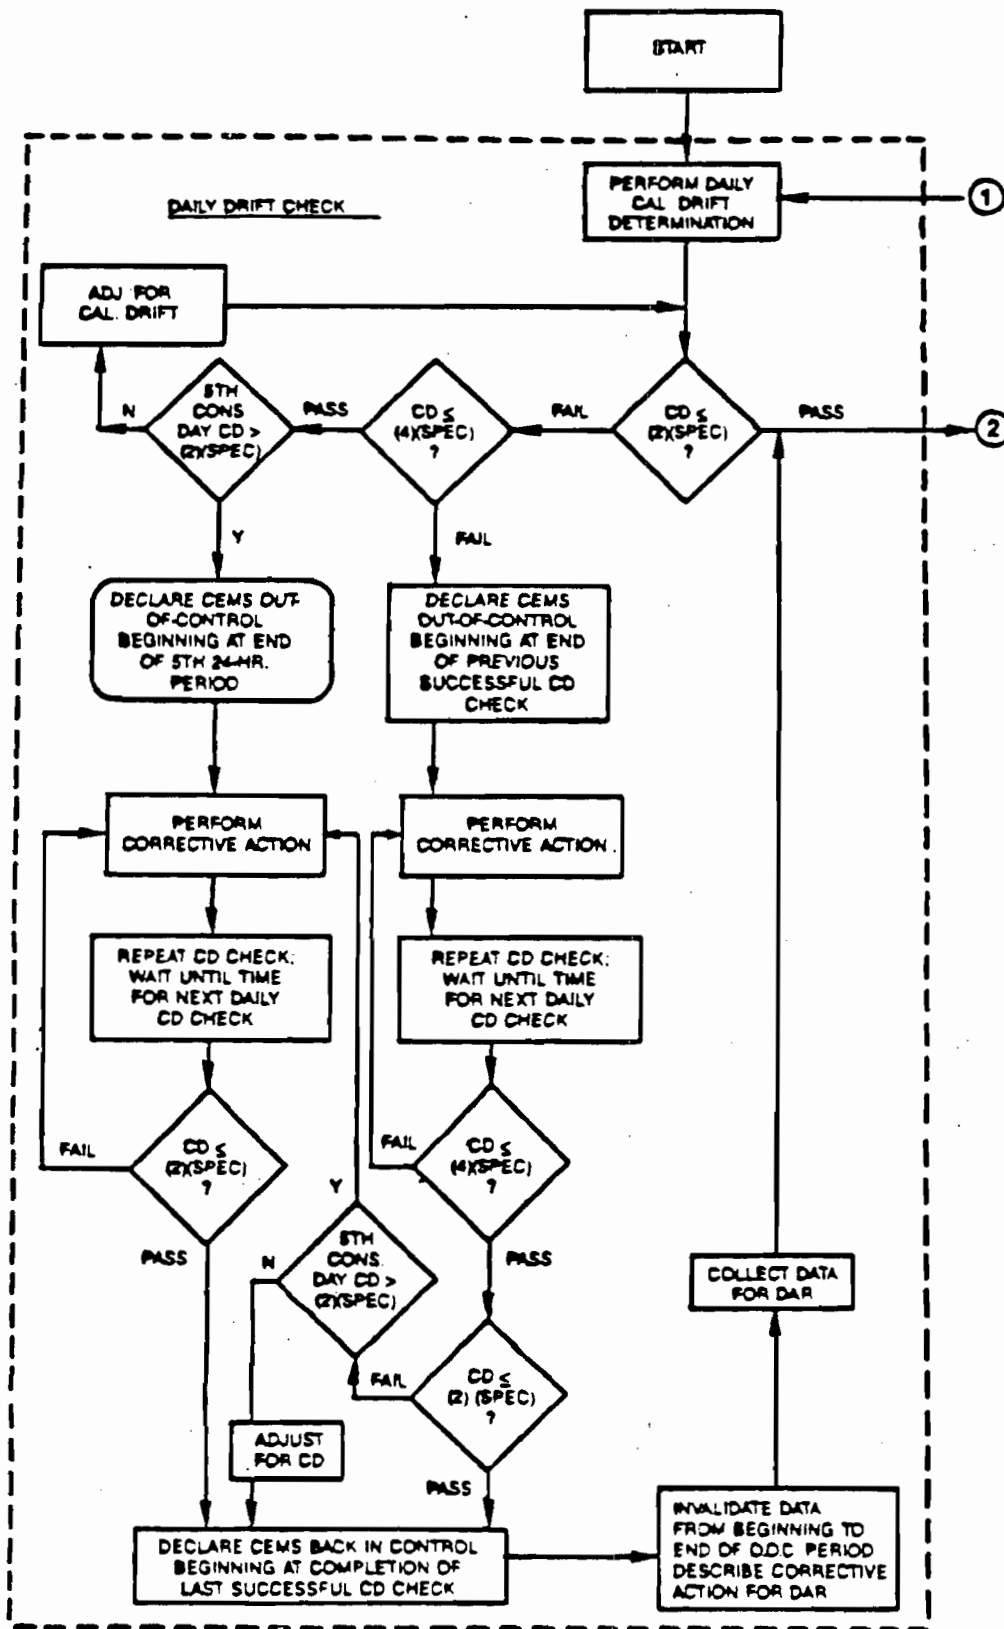 START
PERFORM DAILY
CAL DRIFT
DETERMINATION
1
DAILY DRIFT CHECK
ADJ FOR
CAL. DRIFT
5TH
CONS
DAY CD >
(2)(SPEC)
N
PASS
CD ≤
(4)(SPEC)
?
FAIL
CD ≤
(2)(SPEC)
?
PASS
2
Y
FAIL
DECLARE CEMS OUT-
OF-CONTROL
BEGINNING AT END
OF 5TH 24-HR.
PERIOD
DECLARE CEMS
OUT-OF-CONTROL
BEGINNING AT END
OF PREVIOUS
SUCCESSFUL CD
CHECK
PERFORM
CORRECTIVE ACTION
PERFORM
CORRECTIVE ACTION.
REPEAT CD CHECK;
WAIT UNTIL TIME
FOR NEXT DAILY
CD CHECK
REPEAT CD CHECK;
WAIT UNTIL TIME
FOR NEXT DAILY
CD CHECK
FAIL
CD ≤
(2)(SPEC)
?
PASS
FAIL
CD ≤
(4)(SPEC)
?
PASS
Y
N
5TH
CONS.
DAY CD >
(2)(SPEC)
FAIL
CD ≤
(2) (SPEC)
?
PASS
ADJUST
FOR CD
COLLECT DATA
FOR DAR
DECLARE CEMS BACK IN CONTROL
BEGINNING AT COMPLETION OF
LAST SUCCESSFUL CD CHECK
INVALIDATE DATA
FROM BEGINNING TO
END OF O.O.C PERIOD
DESCRIBE CORRECTIVE
ACTION FOR DAR